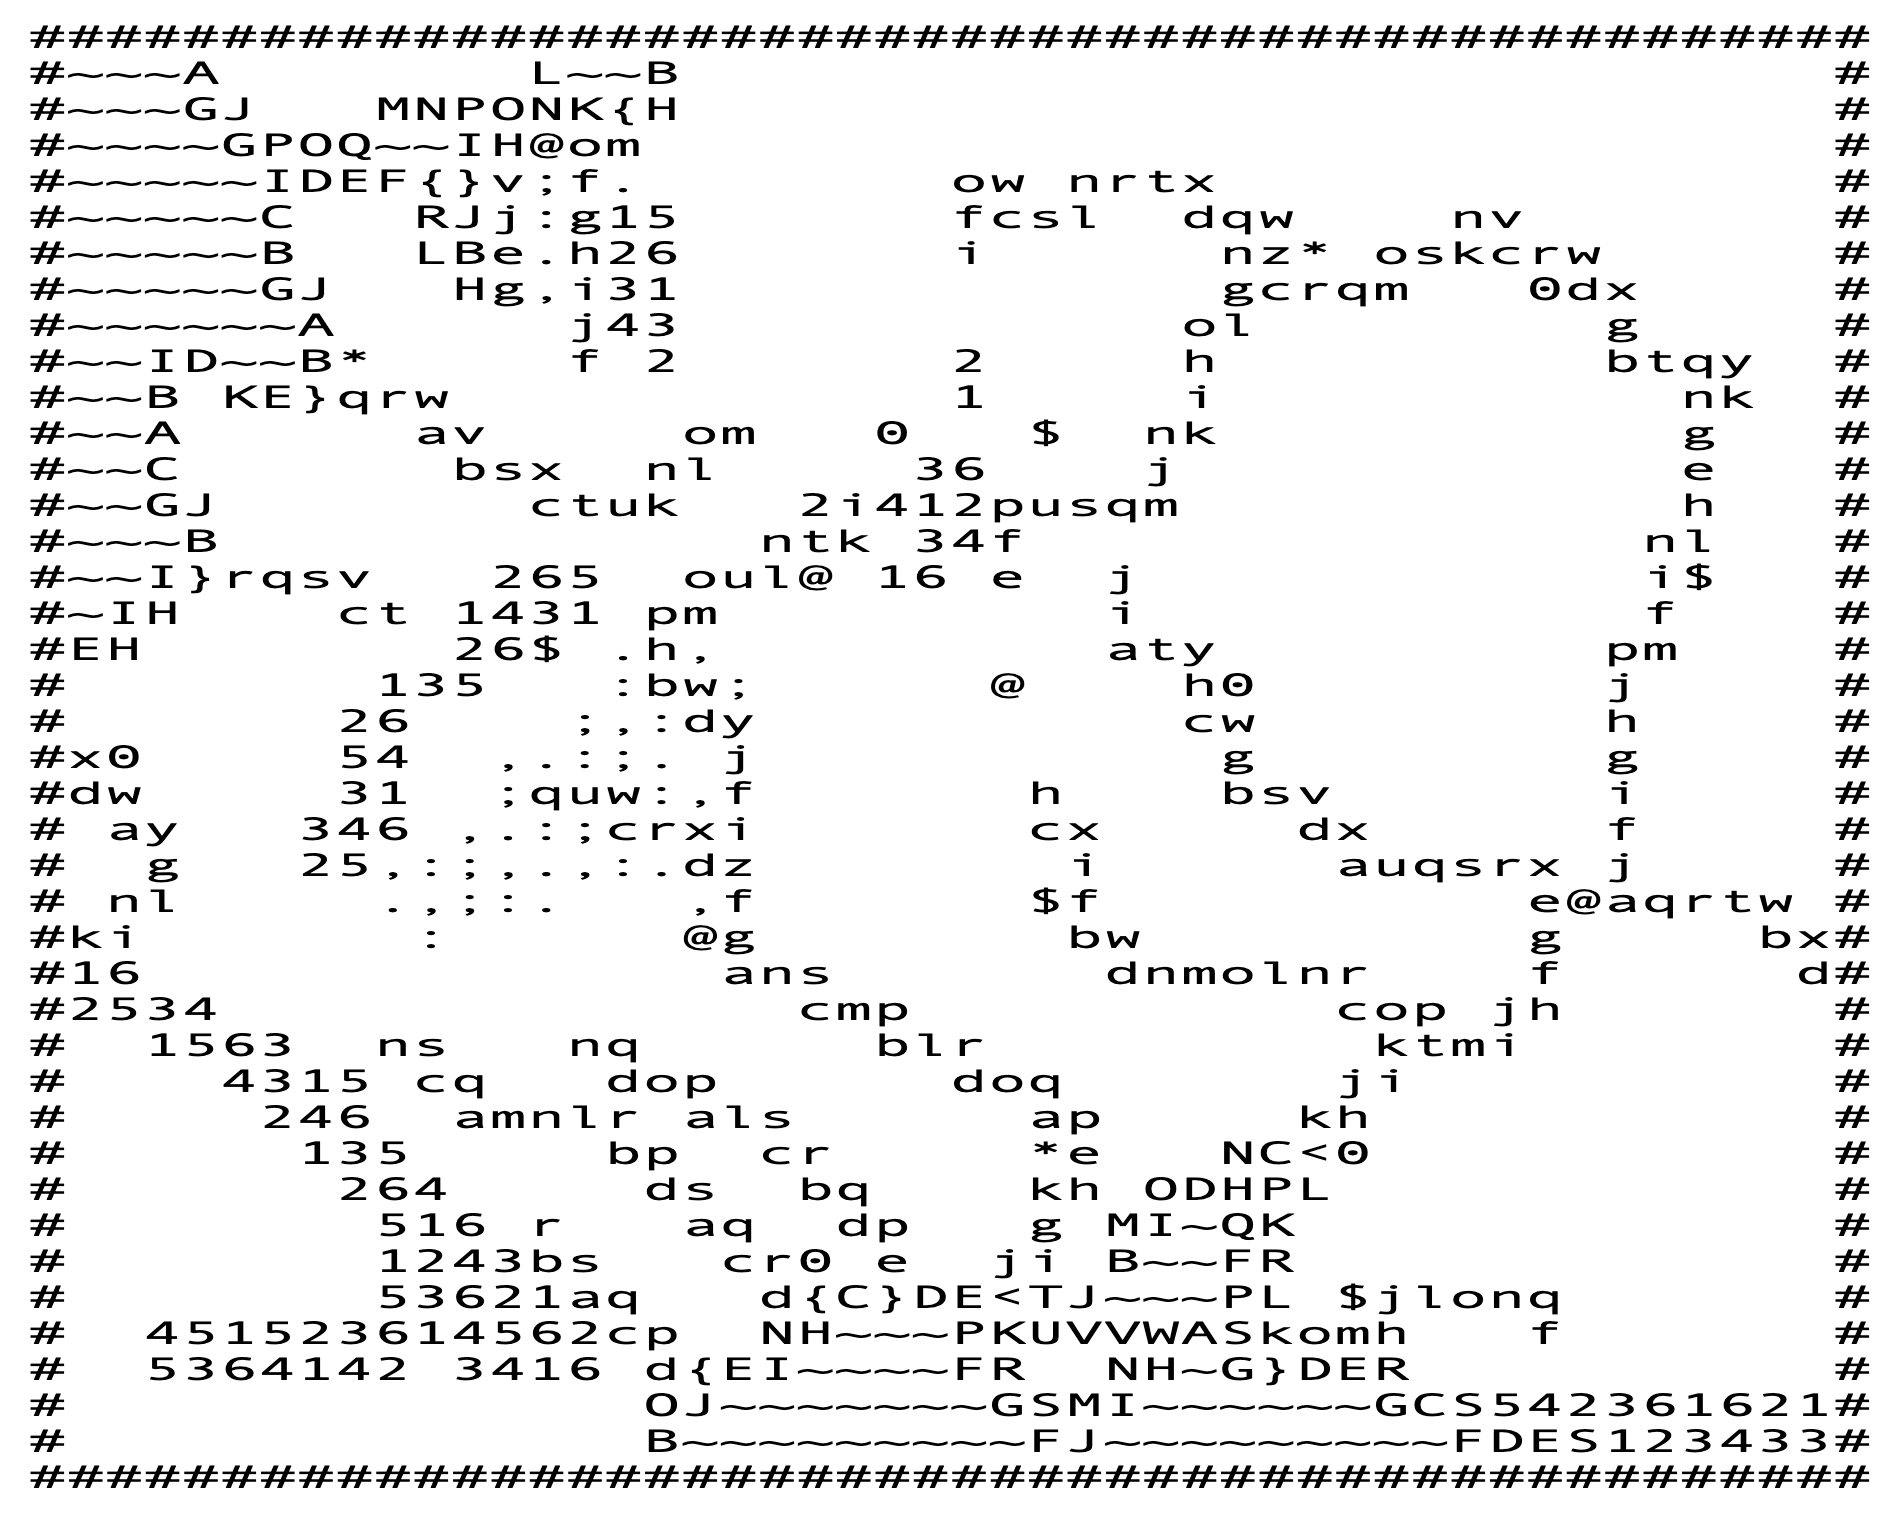 ################################################
#~~~A        L~~B                              #
#~~~GJ   MNPONK{H                              #
#~~~~GPOQ~~IH@om                               #
#~~~~~IDEF{}v;f.        ow nrtx                #
#~~~~~C   RJj:g15       fcsl  dqw    nv        #
#~~~~~B   LBe.h26       i      nz* oskcrw      #
#~~~~~GJ   Hg,i31              gcrqm   0dx     #
#~~~~~~A      j43             ol         g     #
#~~ID~~B*     f 2       2     h          btqy  #
#~~B KE}qrw             1     i            nk  #
#~~A      av     om   0   $  nk            g   #
#~~C       bsx  nl     36    j             e   #
#~~GJ        ctuk   2i412pusqm             h   #
#~~~B              ntk 34f                nl   #
#~~I}rqsv   265  oul@ 16 e  j             i$   #
#~IH    ct 1431 pm          i             f    #
#EH        26$ .h,          aty          pm    #
#        135   :bw;      @    h0         j     #
#       26    ;,:dy           cw         h     #
#x0     54  ,.:;. j            g         g     #
#dw     31  ;quw:,f       h    bsv       i     #
# ay   346 ,.:;crxi       cx     dx      f     #
#  g   25,:;,.,:.dz        i      auqsrx j     #
# nl     .,;:.   ,f       $f           e@aqrtw #
#ki       :      @g        bw          g     bx#
#16               ans       dnmolnr    f      d#
#2534               cmp           cop jh       #
#  1563  ns   nq      blr          ktmi        #
#    4315 cq   dop      doq       ji           #
#     246  amnlr als      ap     kh            #
#      135     bp  cr     *e   NC<0            #
#       264     ds  bq    kh ODHPL             #
#        516 r   aq  dp   g MI~QK              #
#        1243bs   cr0 e  ji B~~FR              #
#        53621aq   d{C}DE<TJ~~~PL $jlonq       #
#  451523614562cp  NH~~~PKUVVWASkomh   f       #
#  5364142 3416 d{EI~~~~FR  NH~G}DER           #
#               OJ~~~~~~~GSMI~~~~~~GCS542361621#
#               B~~~~~~~~~FJ~~~~~~~~~FDES123433#
################################################